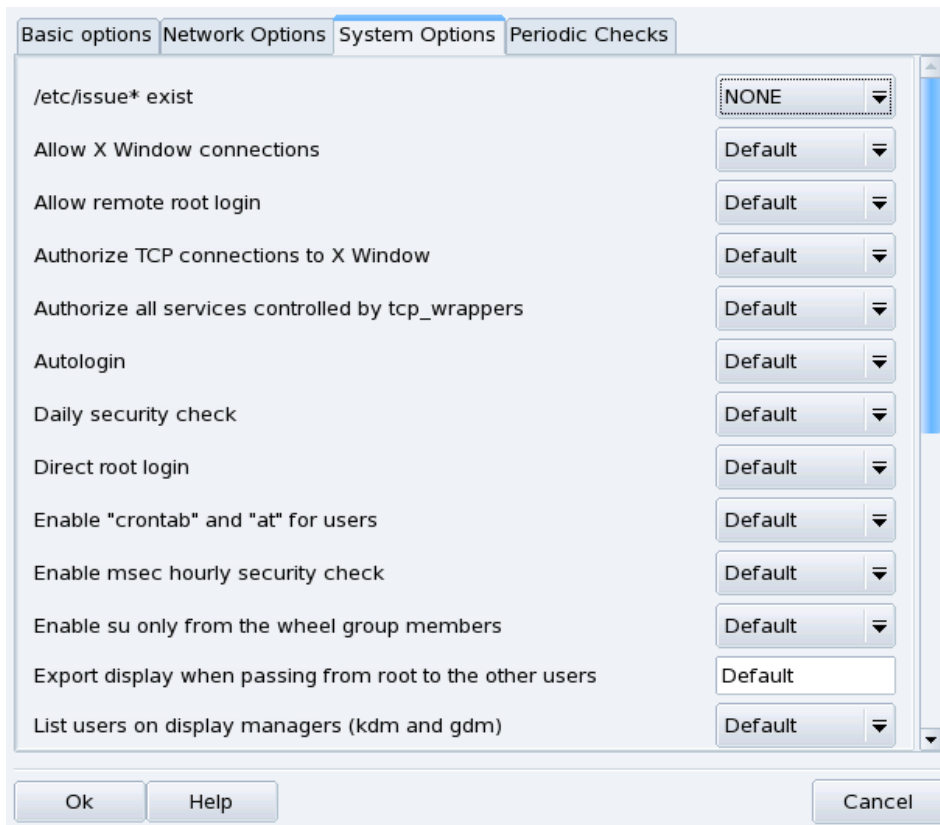 Basic options Network Options System Options Periodic Checks
/etc/issue* exist NONE
Allow X Window connections Default
Allow remote root login Default
Authorize TCP connections to X Window Default
Authorize all services controlled by tcp_wrappers Default
Autologin Default
Daily security check Default
Direct root login Default
Enable "crontab" and "at" for users Default
Enable msec hourly security check Default
Enable su only from the wheel group members Default
Export display when passing from root to the other users Default
List users on display managers (kdm and gdm) Default
Ok Help Cancel